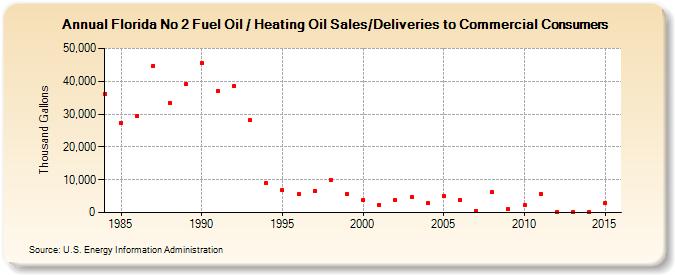 Annual Florida No 2 Fuel Oil / Heating Oil Sales/Deliveries to Commercial Consumers
Thousand Gallons
50,000
40,000
30,000
20,000
10,000
0
1985 1990 1995 2000 2005 2010 2015
Source: U.S. Energy Information Administration